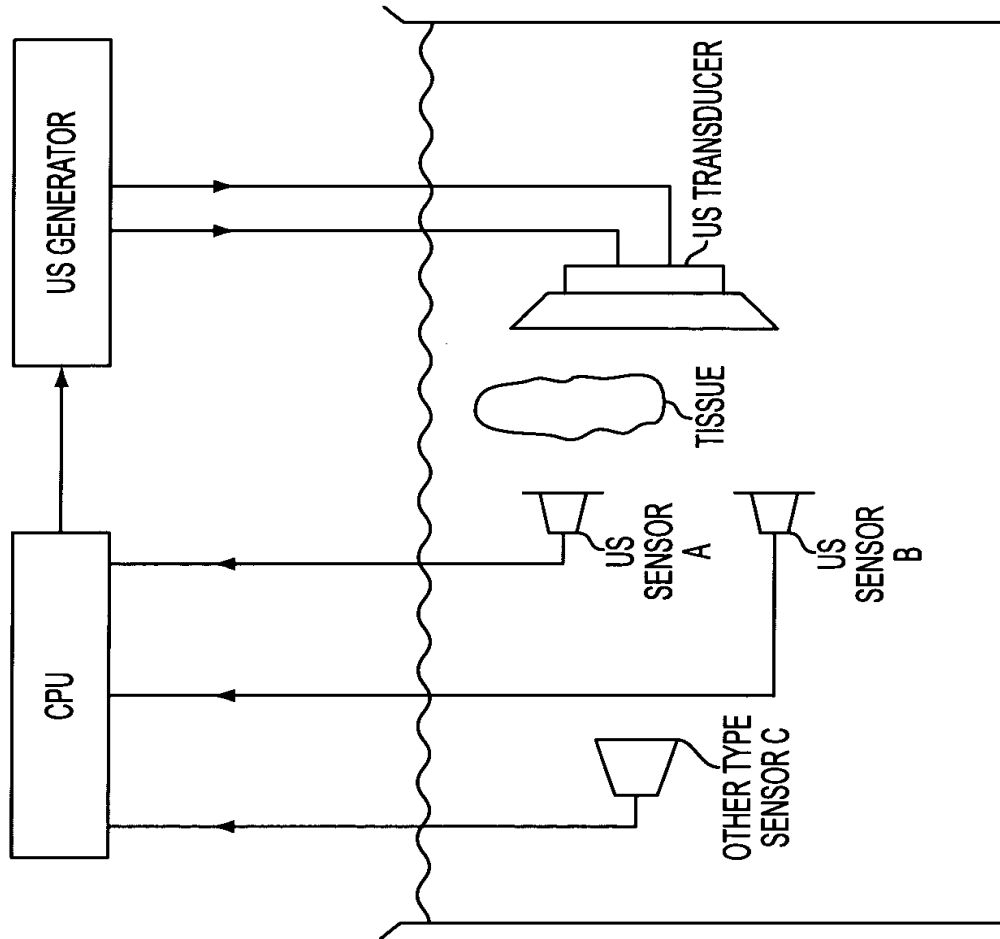 CPU
US GENERATOR
US TRANSDUCER
TISSUE
US
SENSOR
A
US
SENSOR
B
OTHER TYPE
SENSOR C